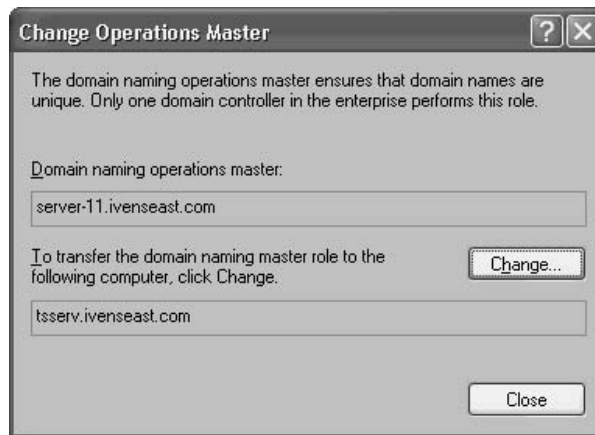 Change Operations Master
?
The domain naming operations master ensures that domain names are
unique. Only one domain controller in the enterprise performs this role.
Domain naming operations master:
server-11.ivenseast.com
To transfer the domain naming master role to the
following computer, click Change.
Change...
tsserv.ivenseast.com
Close